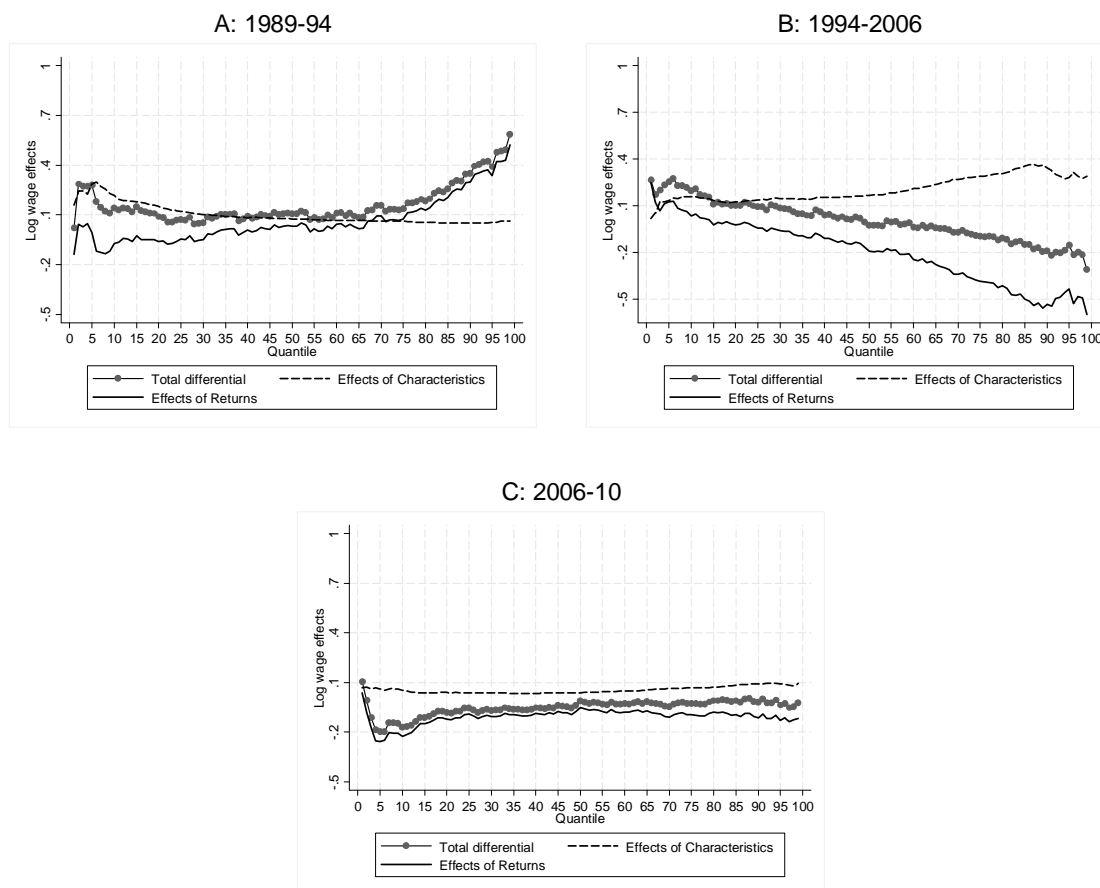 A: 1989-94
Log wage effects
1
.7
.4
.1
-.2
-.5
0 5 10 15 20 25 30 35 40 45 50 55 60 65 70 75 80 85 90 95 100
Quantile
Total differential Effects of Characteristics
Effects of Returns
B: 1994-2006
Log wage effects
1
.7
.4
.1
-.2
-.5
0 5 10 15 20 25 30 35 40 45 50 55 60 65 70 75 80 85 90 95 100
Quantile
Total differential Effects of Characteristics
Effects of Returns
C: 2006-10
Log wage effects
1
.7
.4
.1
-.2
-.5
0 5 10 15 20 25 30 35 40 45 50 55 60 65 70 75 80 85 90 95 100
Quantile
Total differential Effects of Characteristics
Effects of Returns